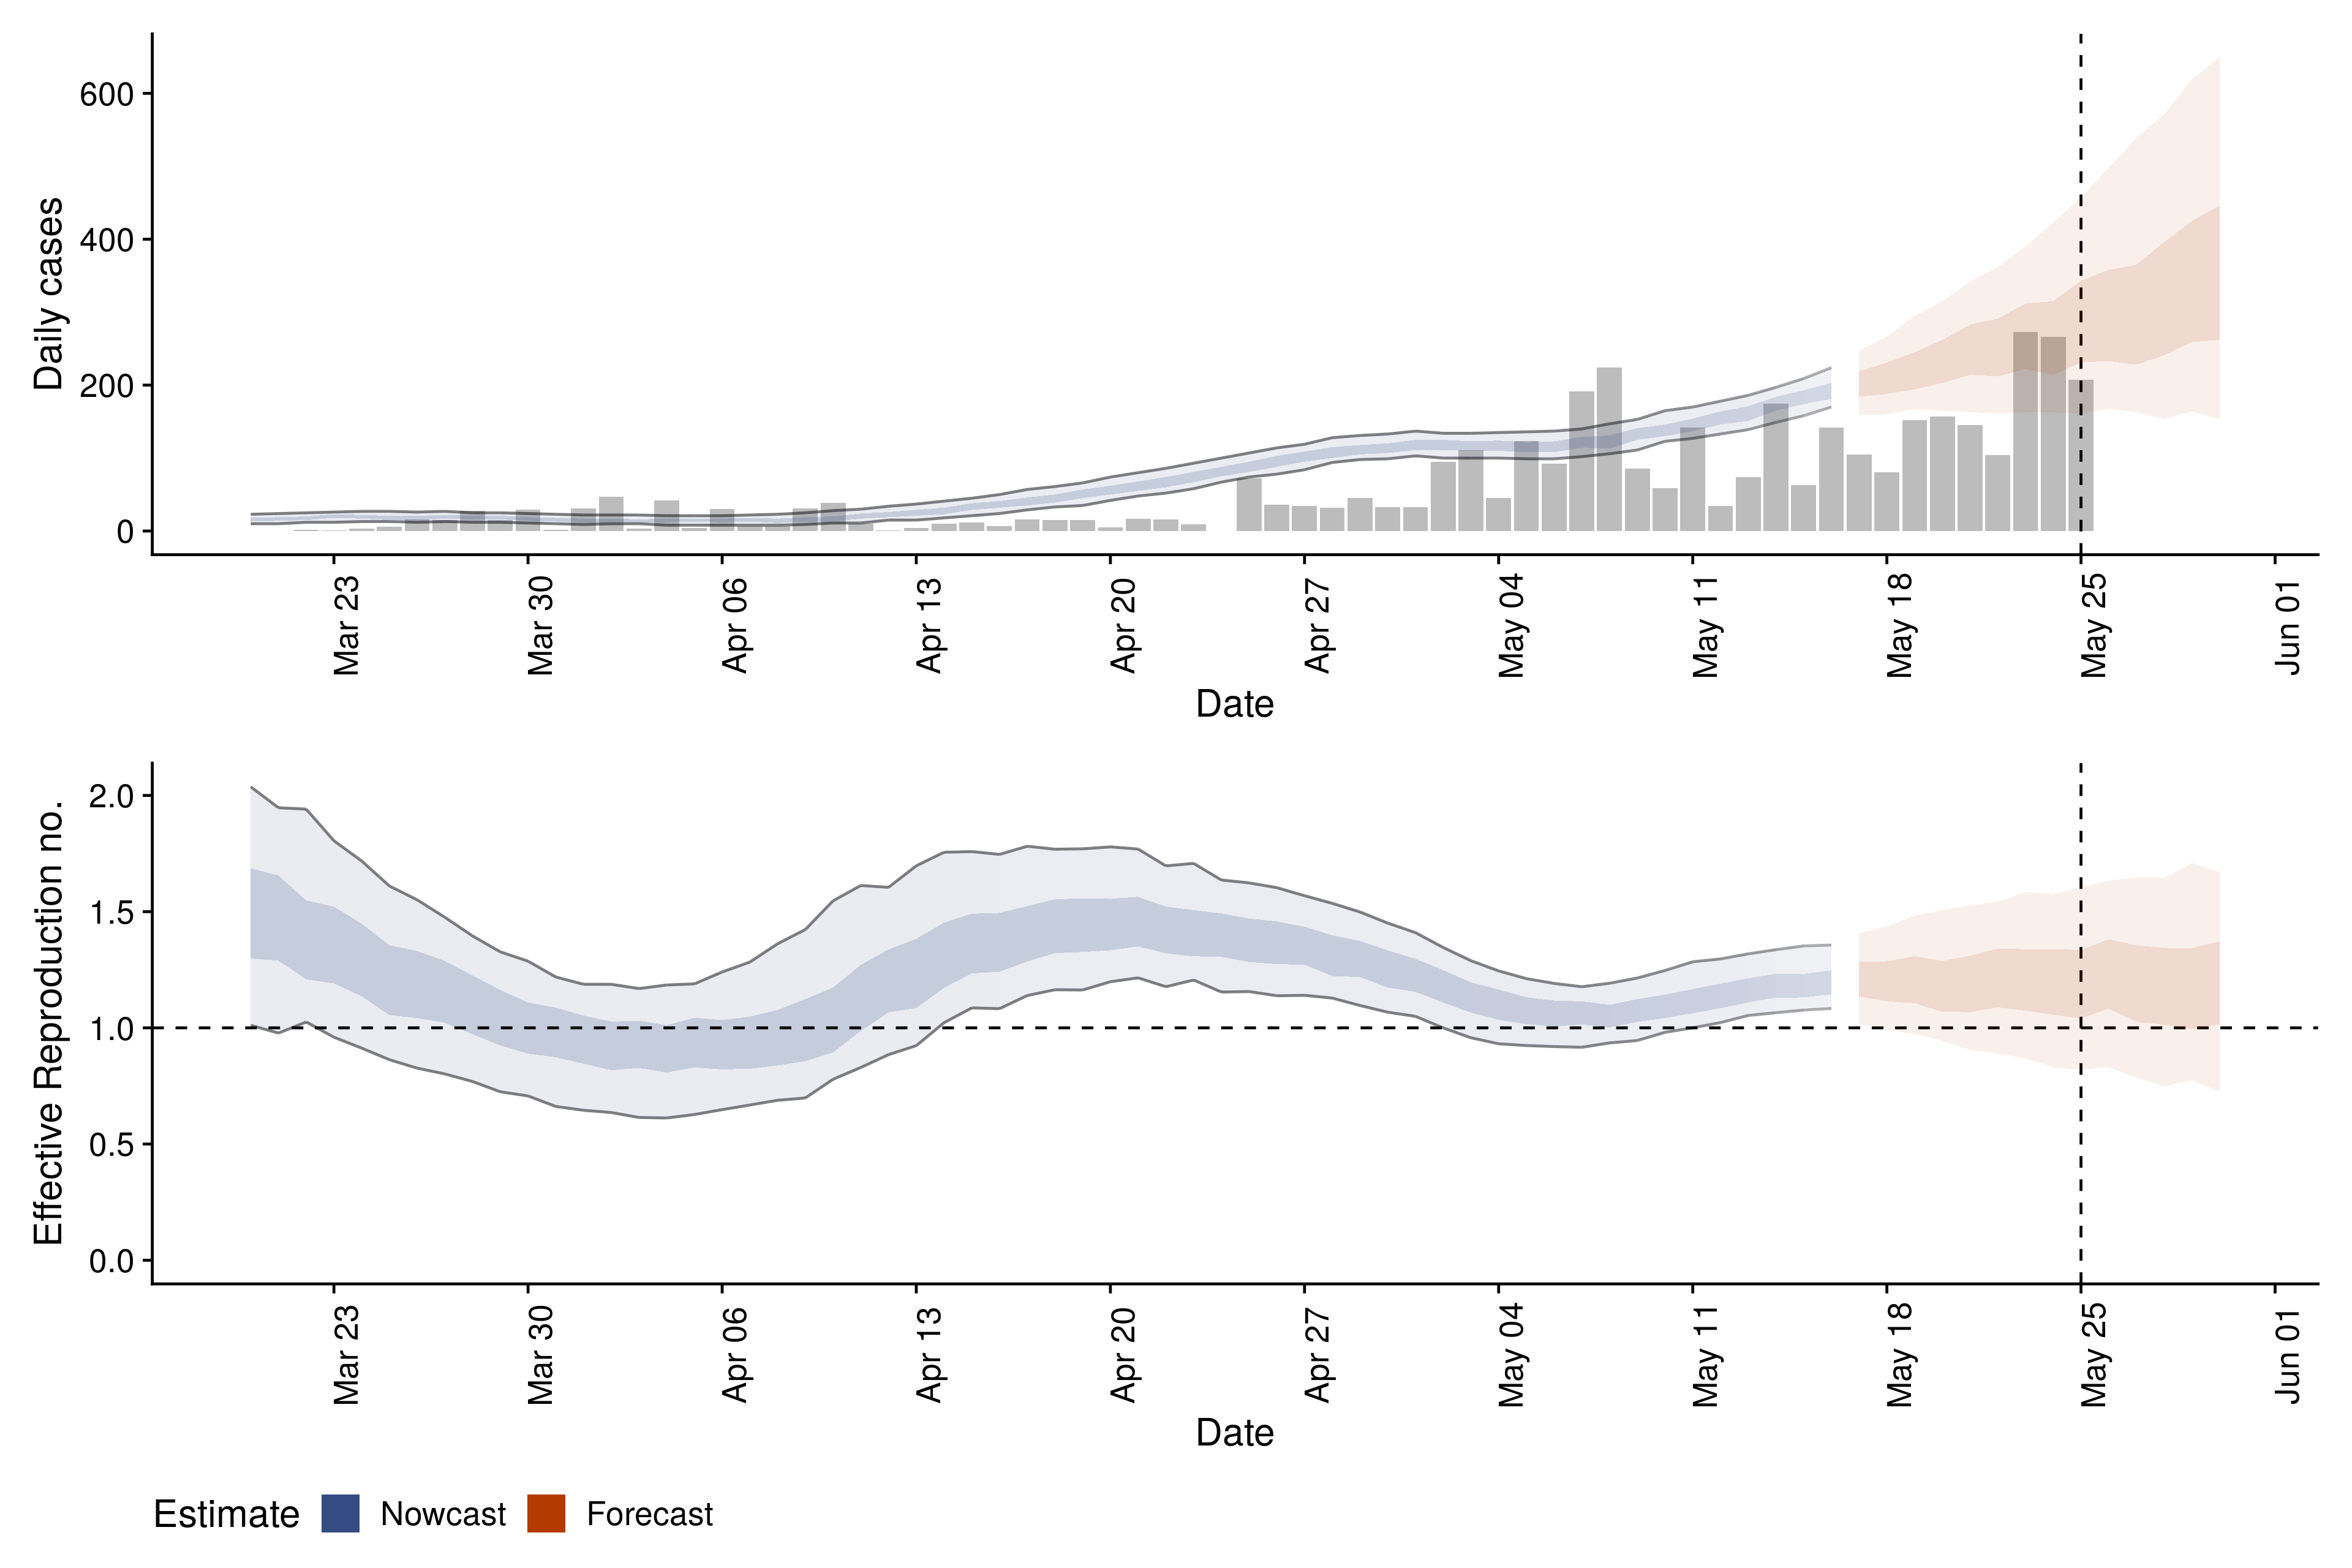 Daily cases
600
400
200
0
Mar 23
Mar 30
Apr 06
Apr 13
Apr 20
Apr 27
May 04
May 11
May 18
May 25
Jun 01
Date
Effective Reproduction no.
2.0
1.5
1.0
0.5
0.0
Mar 23
Mar 30
Apr 06
Apr 13
Apr 20
Apr 27
May 04
May 11
May 18
May 25
Jun 01
Date
Estimate Nowcast Forecast